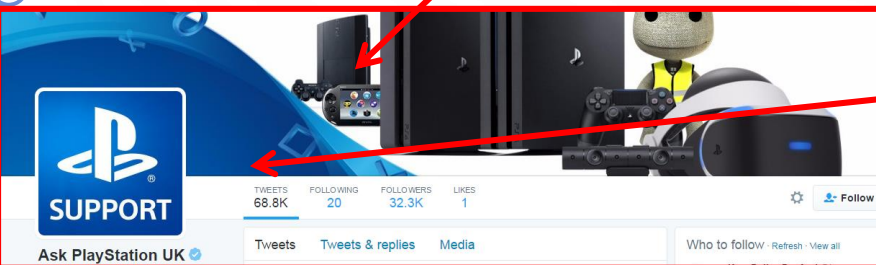 SUPPORT
TWEETS FOLLOWING FOLLOWERS LIKES
68.8K 20 32.3K 1
Follow
Ask PlayStation UK
Tweets Tweets & replies Media
Who to follow · Refresh · View all